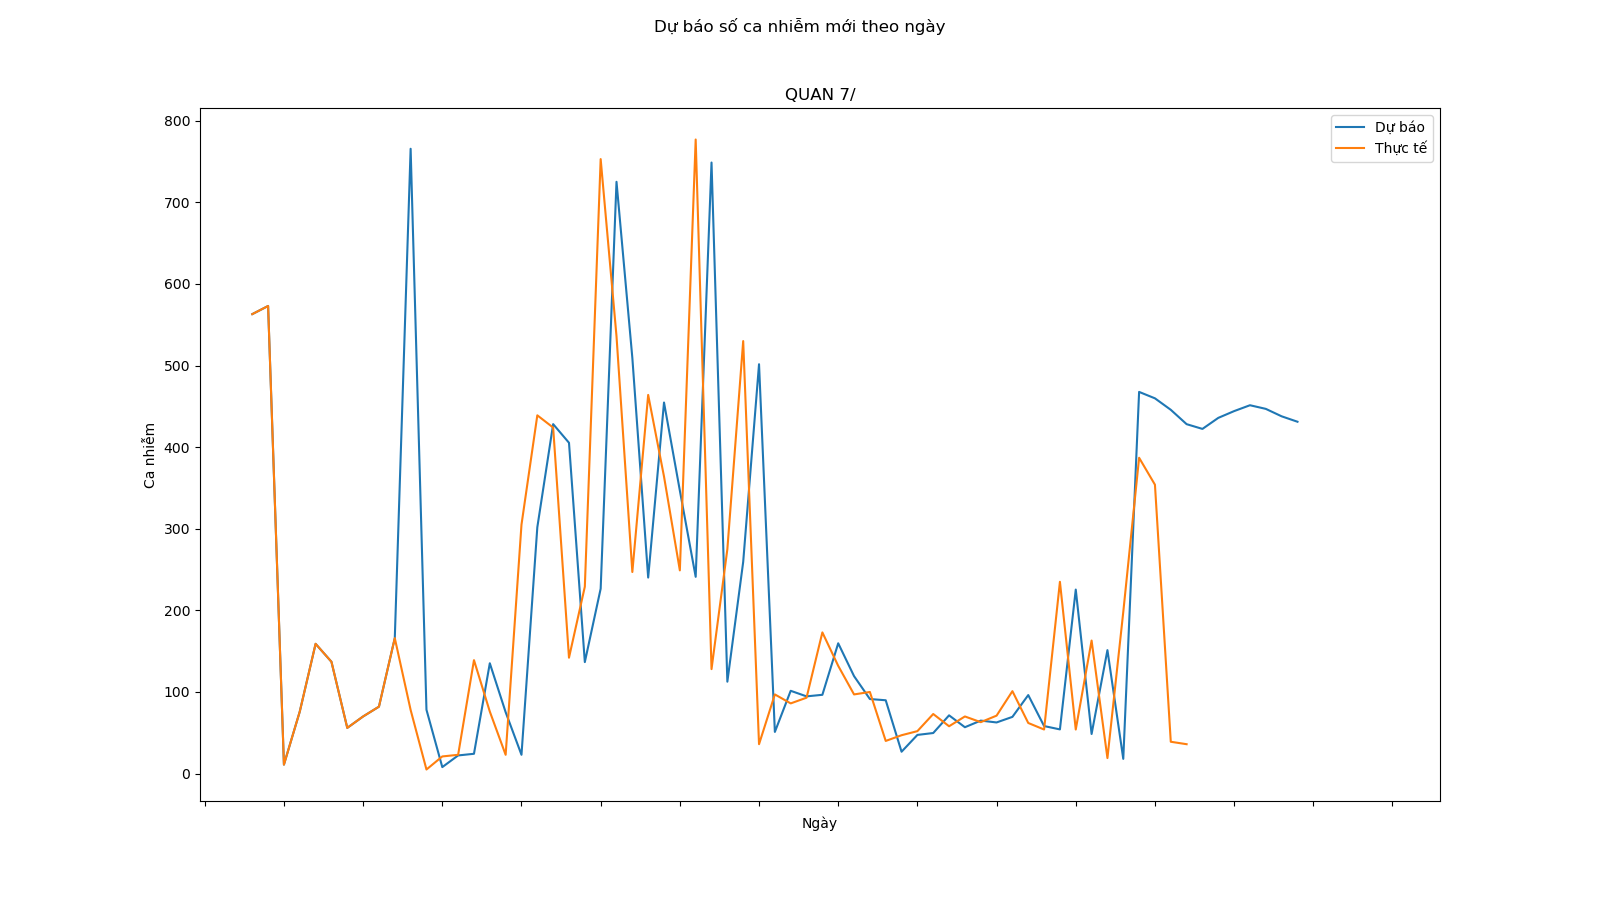 Dự báo số ca nhiễm mới theo ngày
QUAN 7/
Dự báo
Thực tế
800
700
600
500
400
300
200
100
0
Ca nhiễm
Ngày